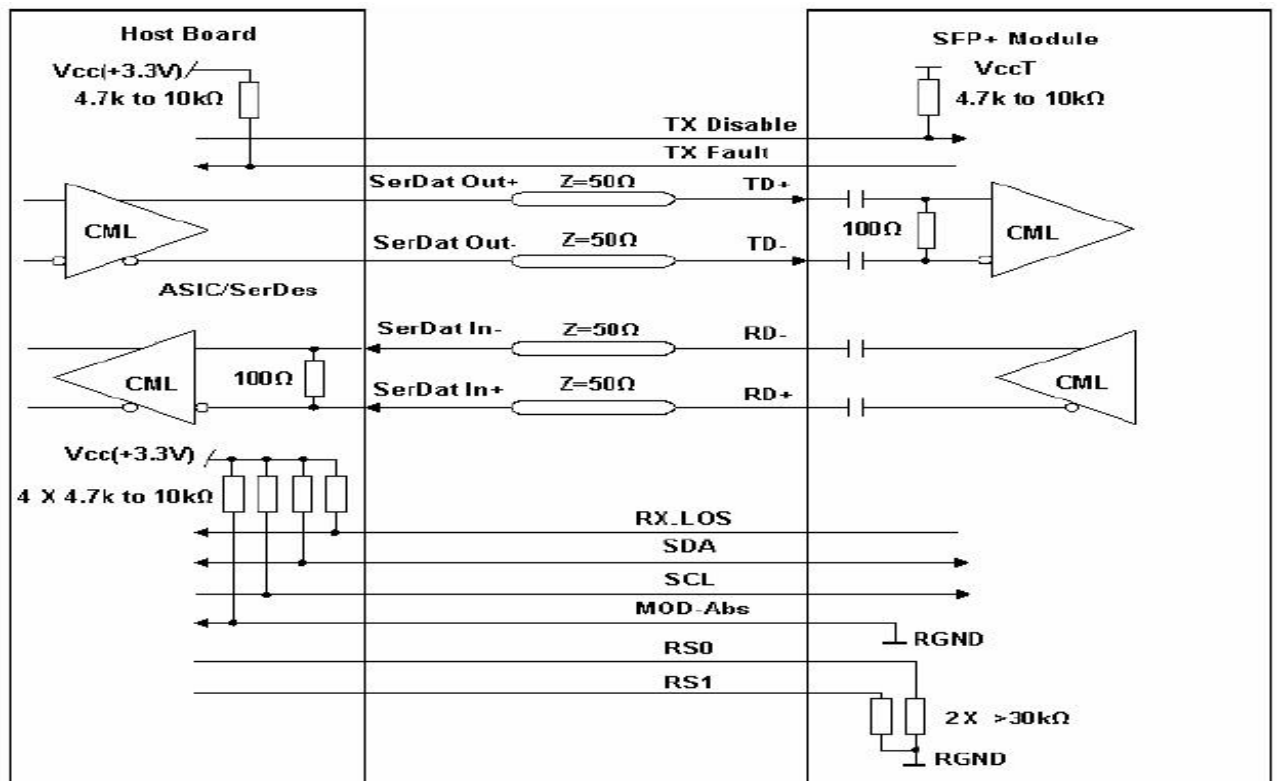 Host Board
SFP+ Module
Vcc(+3.3V)
4.7k to 10kΩ
VccT
4.7k to 10kΩ
TX Disable
TX Fault
SerDat Out+
Z=50Ω
TD+
CML
100Ω
CML
SerDat Out-
Z=50Ω
TD-
ASIC/SerDes
SerDat In-
Z=50Ω
RD-
CML
100Ω
CML
SerDat In+
Z=50Ω
RD+
Vcc(+3.3V)
4 X 4.7k to 10kΩ
RX_LOS
SDA
SCL
MOD-Abs
RGND
RS0
RS1
2X >30kΩ
RGND